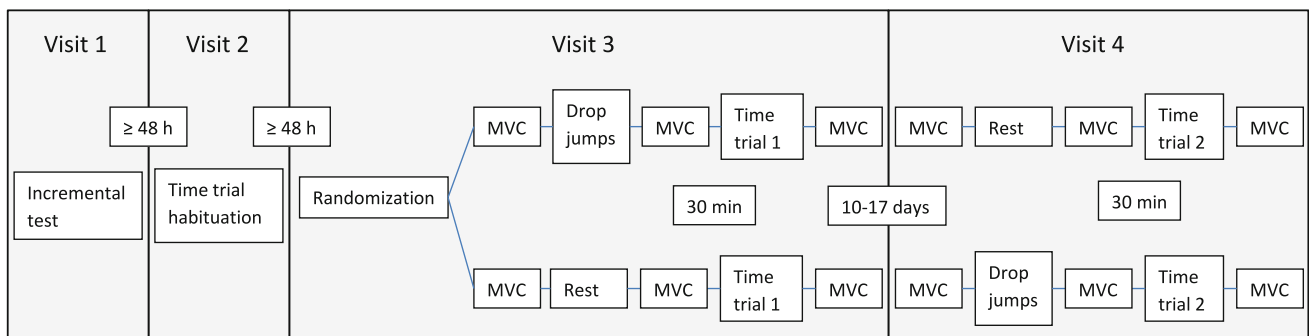 Visit 1
Visit 2
Visit 3
Visit 4
≥ 48 h
≥ 48 h
Incremental
test
Time trial
habituation
Randomization
MVC
Drop
jumps
MVC
Time
trial 1
MVC
MVC
Rest
MVC
Time
trial 2
MVC
30 min
10-17 days
30 min
MVC
Rest
MVC
Time
trial 1
MVC
MVC
Drop
jumps
MVC
Time
trial 2
MVC